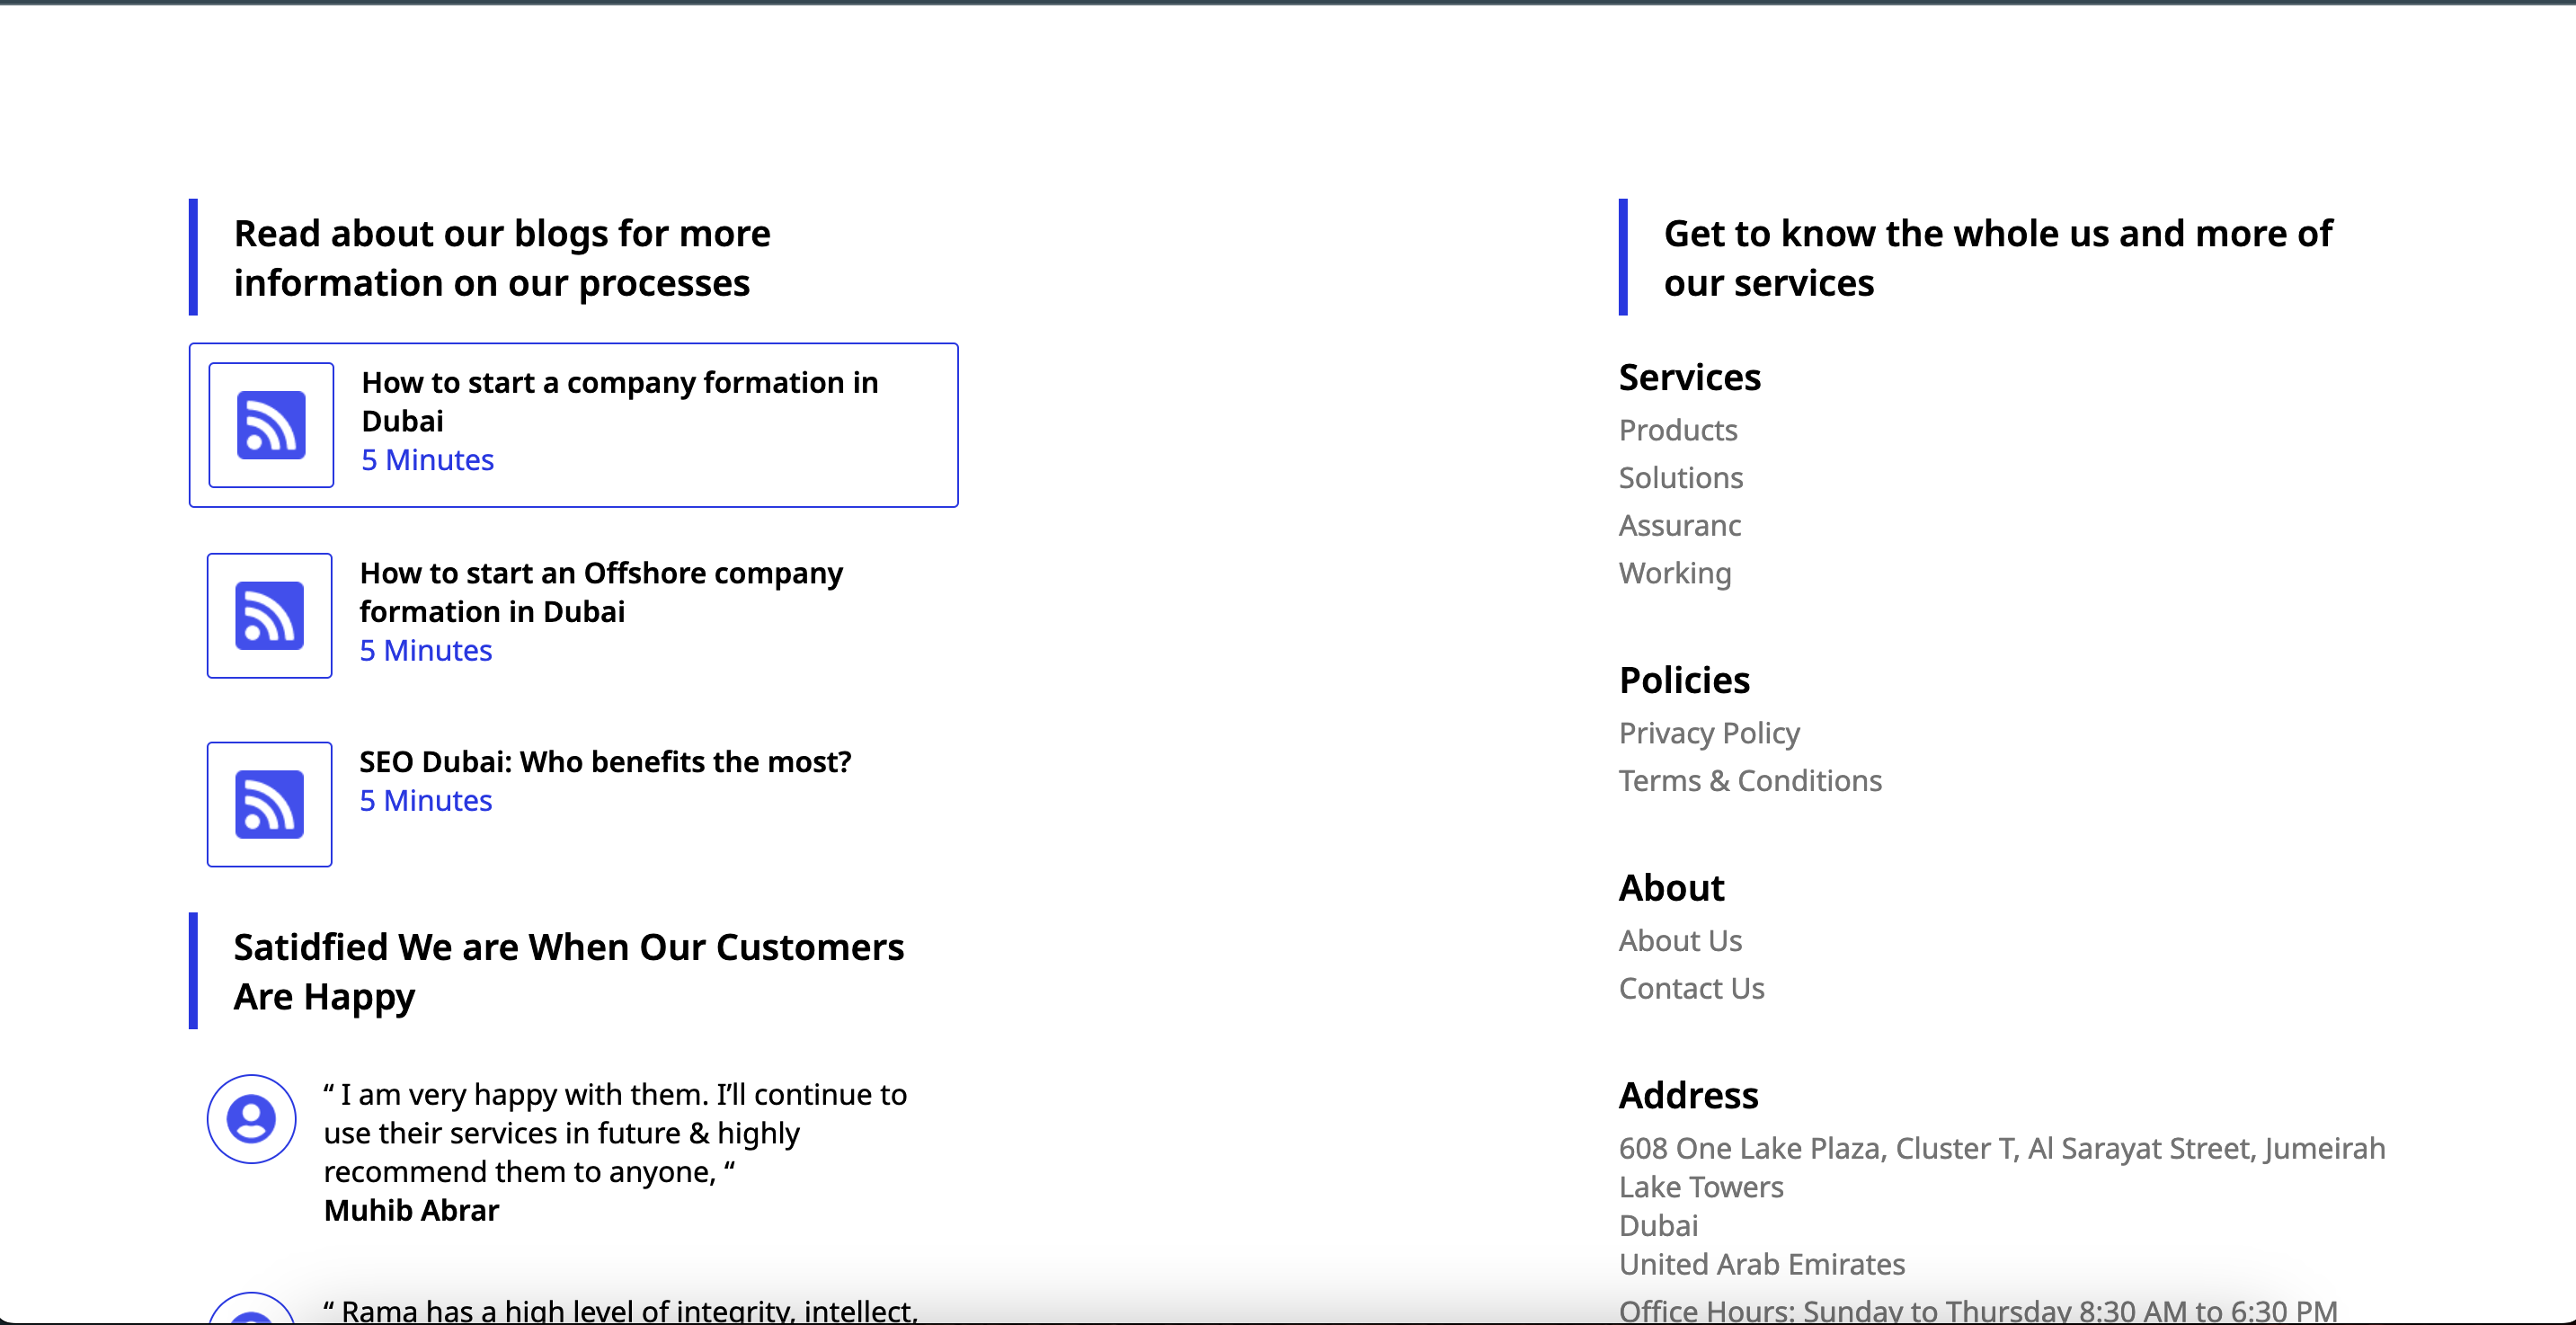 Read about our blogs for more
information on our processes
How to start a company formation in
Dubai
5 Minutes
How to start an Offshore company
formation in Dubai
5 Minutes
SEO Dubai: Who benefits the most?
5 Minutes
Satidfied We are When Our Customers
Are Happy
“ I am very happy with them. I’ll continue to
use their services in future & highly
recommend them to anyone, “
Muhib Abrar
“ Rama has a high level of integrity, intellect,
Get to know the whole us and more of
our services
Services
Products
Solutions
Assuranc
Working
Policies
Privacy Policy
Terms & Conditions
About
About Us
Contact Us
Address
608 One Lake Plaza, Cluster T, Al Sarayat Street, Jumeirah
Lake Towers
Dubai
United Arab Emirates
Office Hours: Sunday to Thursday 8:30 AM to 6:30 PM